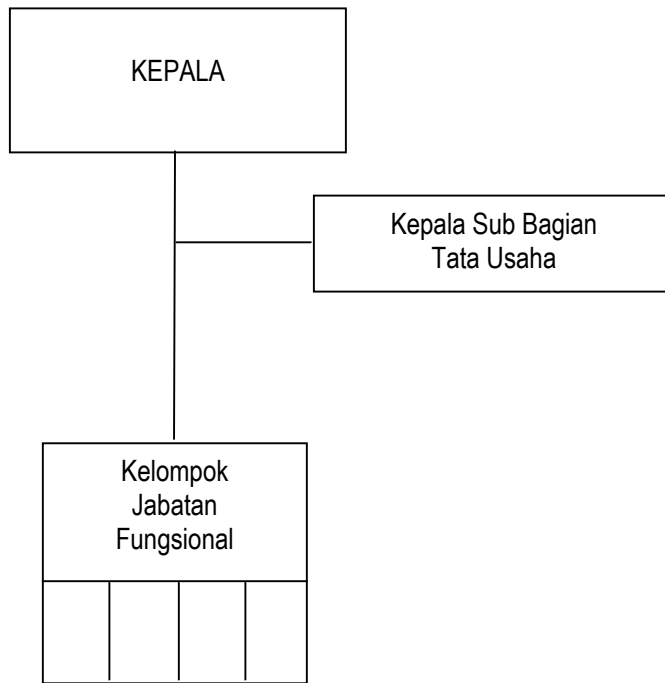 KEPALA
Kepala Sub Bagian
Tata Usaha
Kelompok
Jabatan
Fungsional